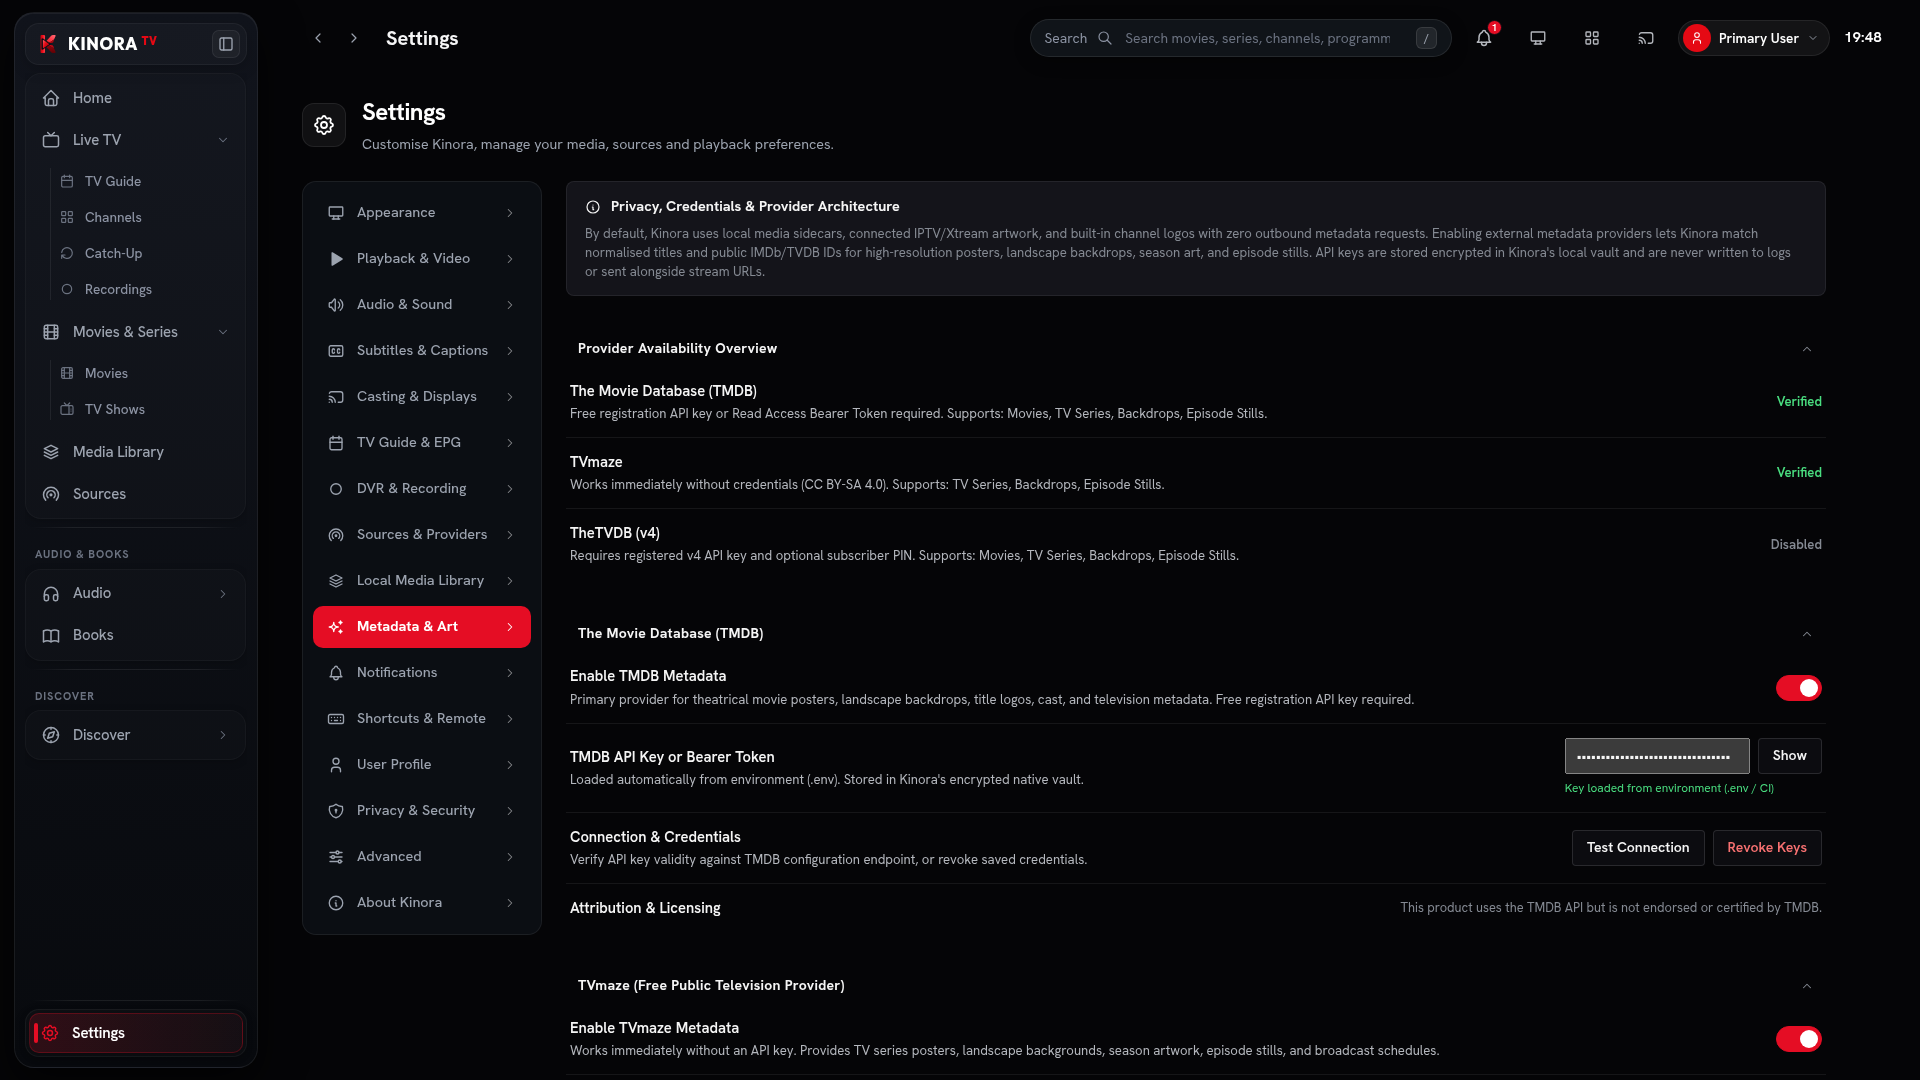 KINORA TV
Settings
Search
Search movies, series, channels, programm
/
1
Primary User
19:48
Home
Live TV
TV Guide
Channels
Catch-Up
Recordings
Movies & Series
Movies
TV Shows
Media Library
Sources
AUDIO & BOOKS
Audio
Books
DISCOVER
Discover
Settings
Settings
Customise Kinora, manage your media, sources and playback preferences.
Appearance
Playback & Video
Audio & Sound
Subtitles & Captions
Casting & Displays
TV Guide & EPG
DVR & Recording
Sources & Providers
Local Media Library
Metadata & Art
Notifications
Shortcuts & Remote
User Profile
Privacy & Security
Advanced
About Kinora
Privacy, Credentials & Provider Architecture
By default, Kinora uses local media sidecars, connected IPTV/Xtream artwork, and built-in channel logos with zero outbound metadata requests. Enabling external metadata providers lets Kinora match
normalised titles and public IMDb/TVDB IDs for high-resolution posters, landscape backdrops, season art, and episode stills. API keys are stored encrypted in Kinora's local vault and are never written to logs
or sent alongside stream URLs.
Provider Availability Overview
The Movie Database (TMDB)
Free registration API key or Read Access Bearer Token required. Supports: Movies, TV Series, Backdrops, Episode Stills.
Verified
TVmaze
Works immediately without credentials (CC BY-SA 4.0). Supports: TV Series, Backdrops, Episode Stills.
Verified
TheTVDB (v4)
Requires registered v4 API key and optional subscriber PIN. Supports: Movies, TV Series, Backdrops, Episode Stills.
Disabled
The Movie Database (TMDB)
Enable TMDB Metadata
Primary provider for theatrical movie posters, landscape backdrops, title logos, cast, and television metadata. Free registration API key required.
TMDB API Key or Bearer Token
Loaded automatically from environment (.env). Stored in Kinora's encrypted native vault.
Show
Key loaded from environment (.env / CI)
Connection & Credentials
Verify API key validity against TMDB configuration endpoint, or revoke saved credentials.
Test Connection
Revoke Keys
Attribution & Licensing
This product uses the TMDB API but is not endorsed or certified by TMDB.
TVmaze (Free Public Television Provider)
Enable TVmaze Metadata
Works immediately without an API key. Provides TV series posters, landscape backgrounds, season artwork, episode stills, and broadcast schedules.